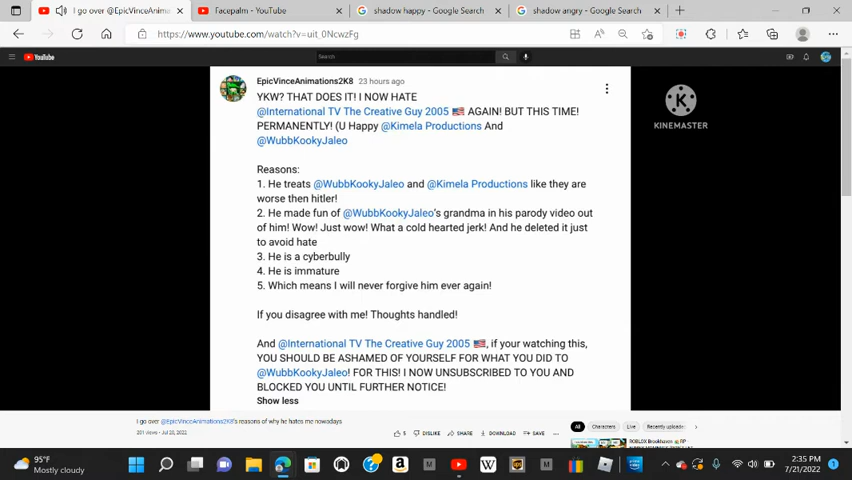 I go over @EpicVinceAnima
Facepalm - YouTube
shadow happy - Google Search
shadow angry - Google Search
https://www.youtube.com/watch?v=uit_0NcwzFg
YouTube
Search
EpicVinceAnimations2K8 23 hours ago
YKW? THAT DOES IT! I NOW HATE
@International TV The Creative Guy 2005 🇺🇸 AGAIN! BUT THIS TIME!
PERMANENTLY! (U Happy @Kimela Productions And
@WubbKookyJaleo
Reasons:
1. He treats @WubbKookyJaleo and @Kimela Productions like they are
worse then hitler!
2. He made fun of @WubbKookyJaleo's grandma in his parody video out
of him! Wow! Just wow! What a cold hearted jerk! And he deleted it just
to avoid hate
3. He is a cyberbully
4. He is immature
5. Which means I will never forgive him ever again!
If you disagree with me! Thoughts handled!
And @International TV The Creative Guy 2005 🇺🇸, if your watching this,
YOU SHOULD BE ASHAMED OF YOURSELF FOR WHAT YOU DID TO
@WubbKookyJaleo! FOR THIS! I NOW UNSUBSCRIBED TO YOU AND
BLOCKED YOU UNTIL FURTHER NOTICE!
Show less
KINEMASTER
I go over @EpicVinceAnimations2K8's reasons of why he hates me nowadays
5 DISLIKE SHARE DOWNLOAD SAVE ...
All Characters Live Recently uploade
ROBLOX Brookhaven RP
95°F
Mostly cloudy
2:35 PM
7/21/2022